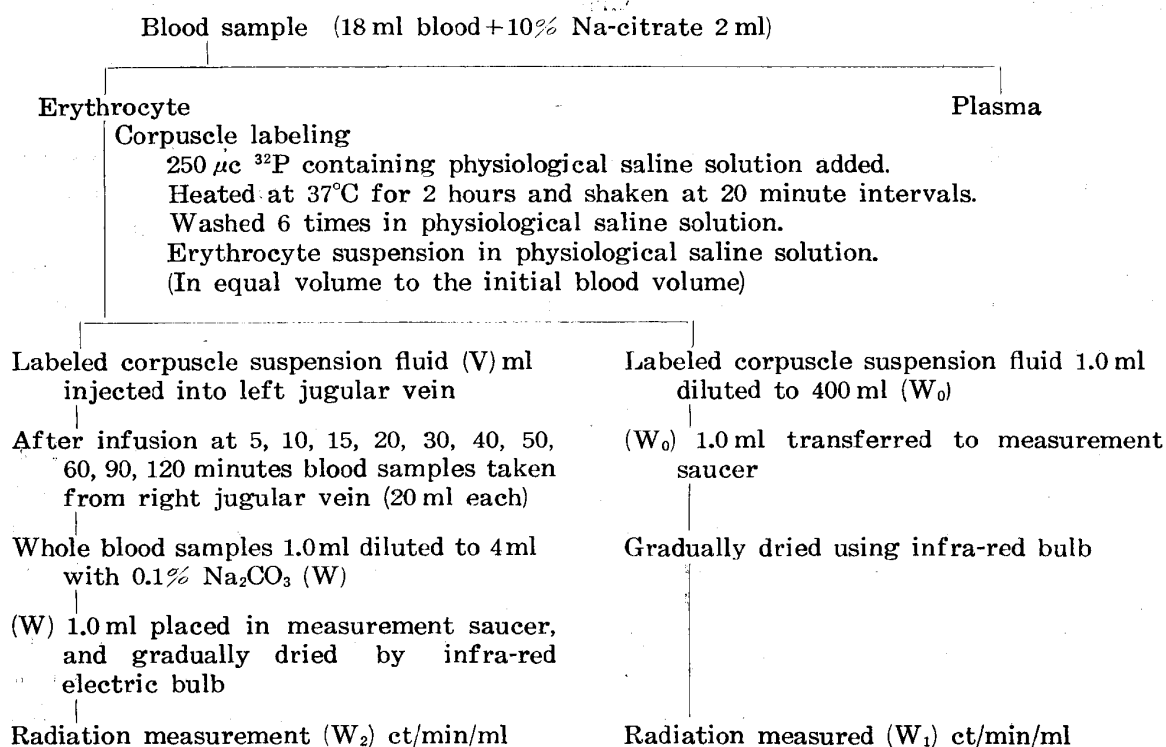 Blood sample (18 ml blood+10% Na-citrate 2 ml)
Erythrocyte
Plasma
Corpuscle labeling
250 μc ³²P containing physiological saline solution added.
Heated at 37°C for 2 hours and shaken at 20 minute intervals.
Washed 6 times in physiological saline solution.
Erythrocyte suspension in physiological saline solution.
(In equal volume to the initial blood volume)
Labeled corpuscle suspension fluid (V) ml
injected into left jugular vein
After infusion at 5, 10, 15, 20, 30, 40, 50,
60, 90, 120 minutes blood samples taken
from right jugular vein (20 ml each)
Whole blood samples 1.0ml diluted to 4ml
with 0.1% Na₂CO₃ (W)
(W) 1.0 ml placed in measurement saucer,
and gradually dried by infra-red
electric bulb
Radiation measurement (W₂) ct/min/ml
Labeled corpuscle suspension fluid 1.0 ml
diluted to 400 ml (W₀)
(W₀) 1.0 ml transferred to measurement
saucer
Gradually dried using infra-red bulb
Radiation measured (W₁) ct/min/ml